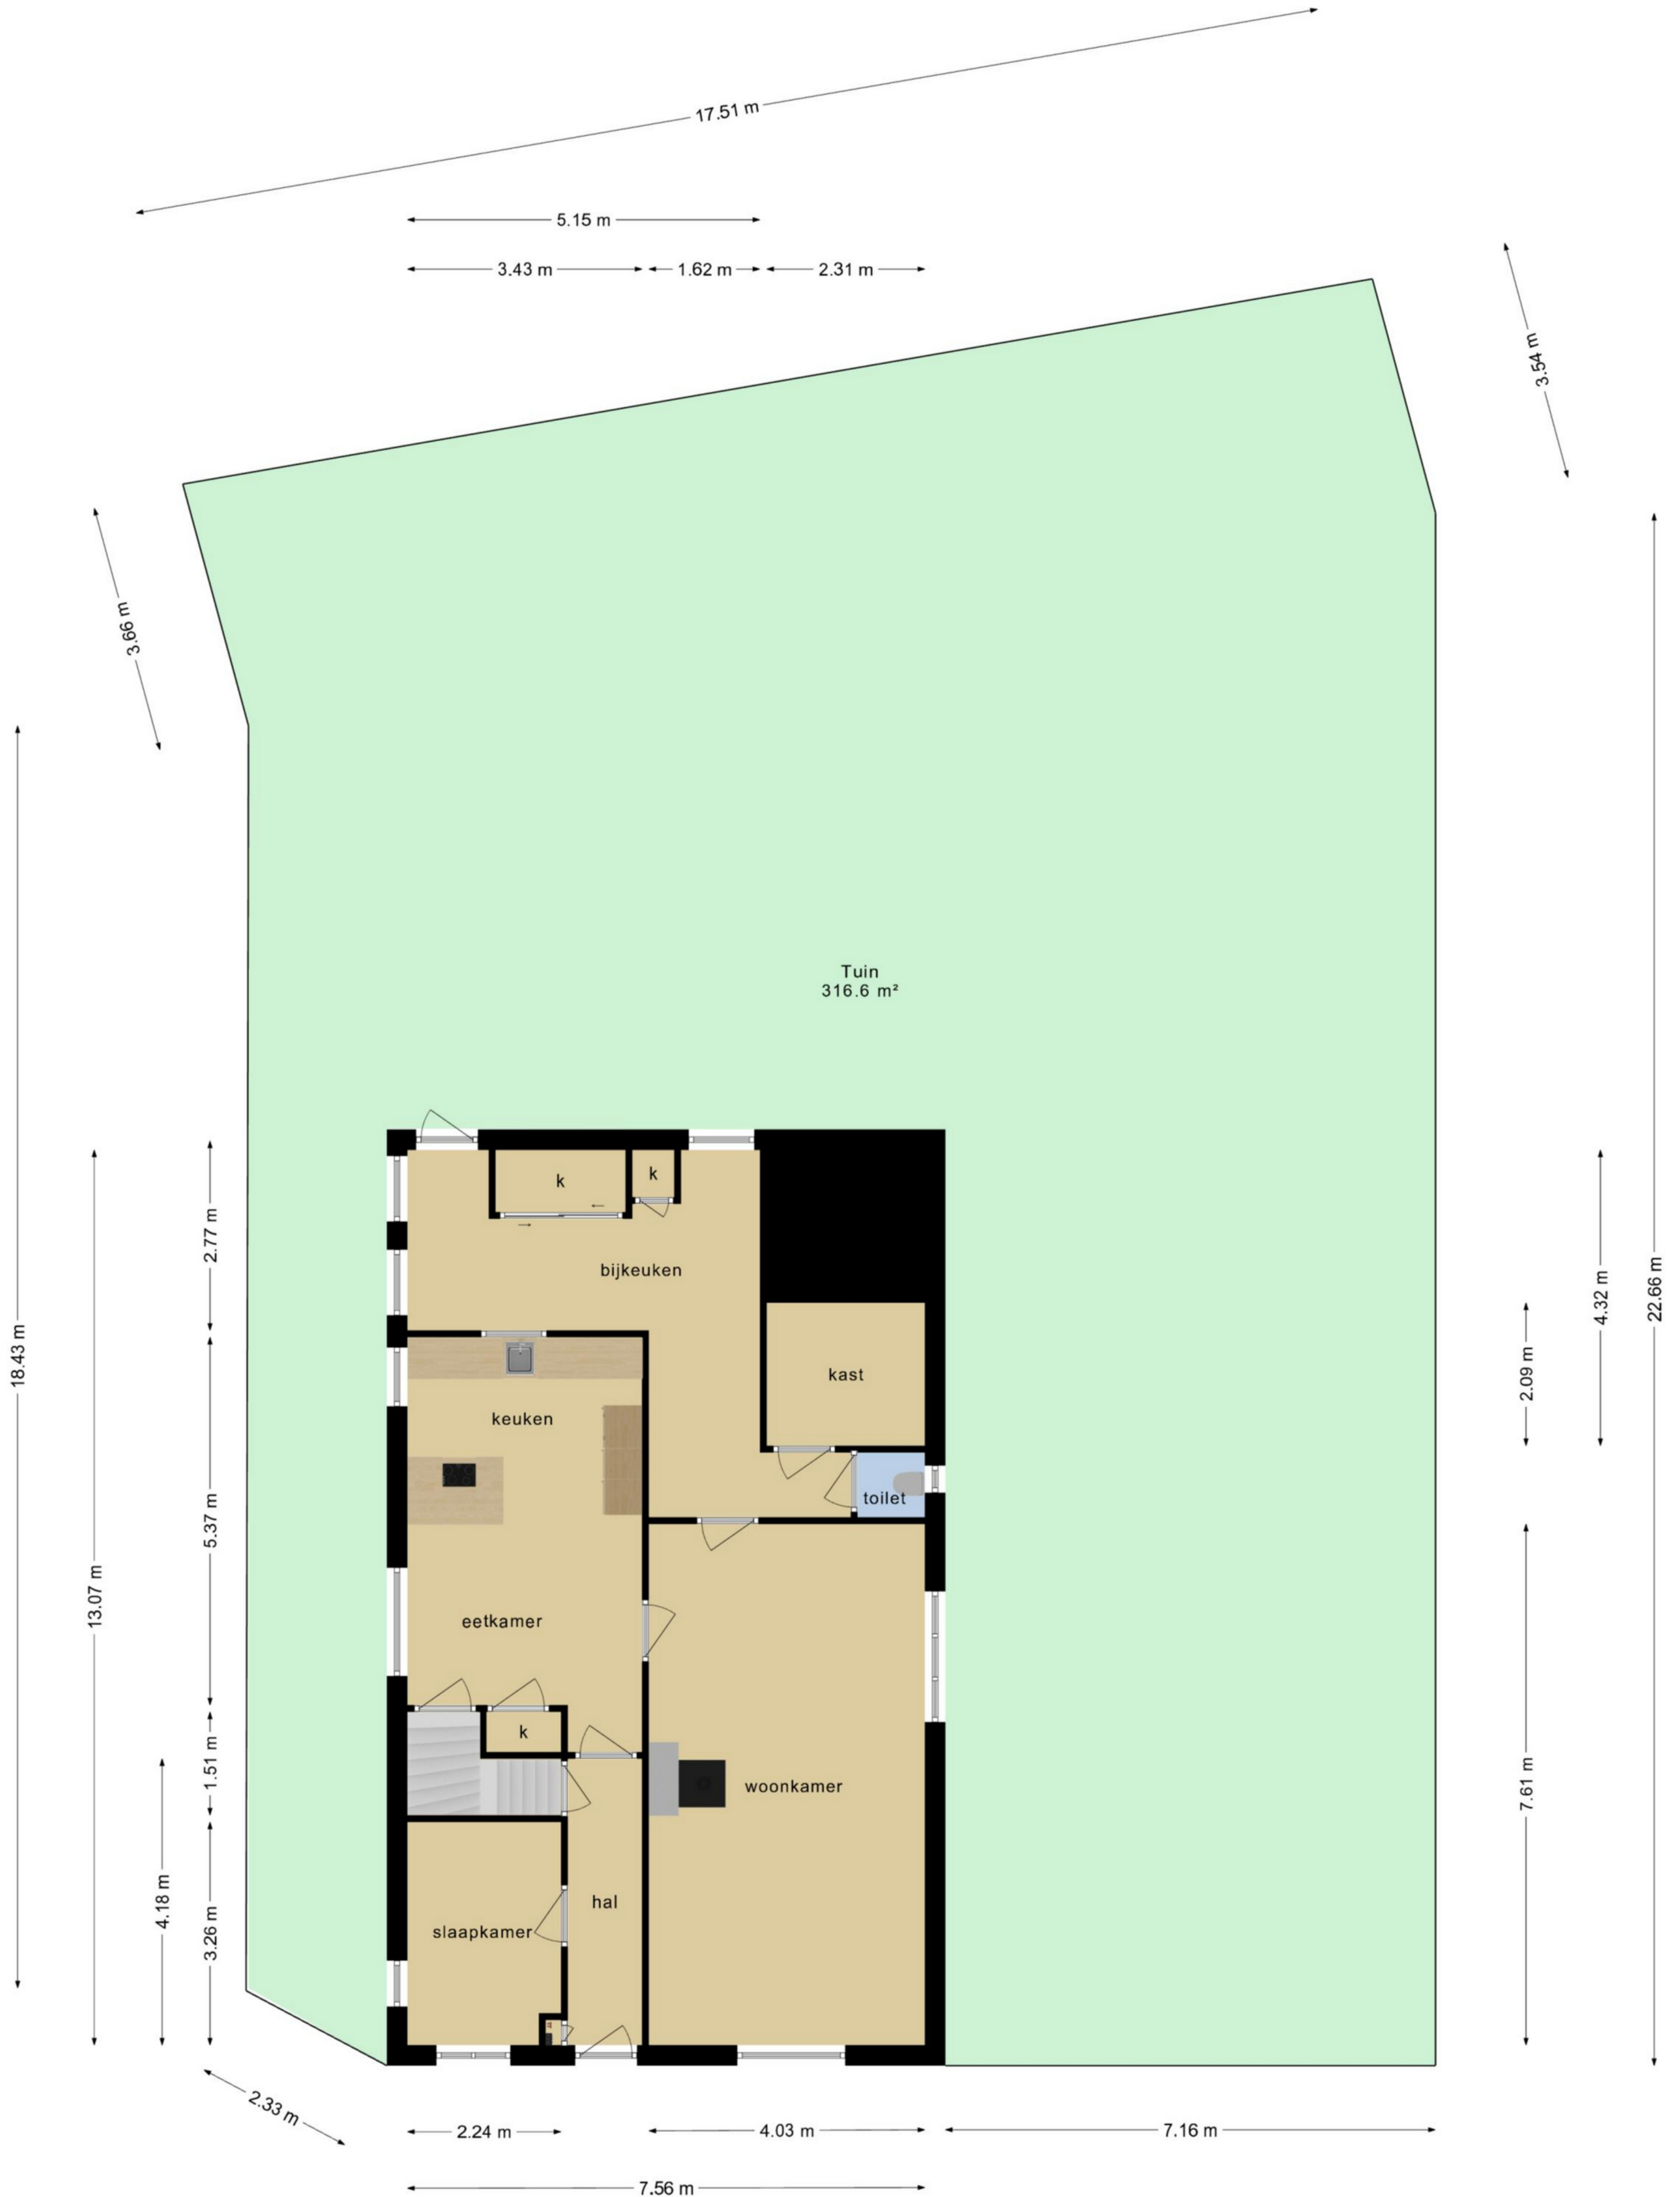 17.51 m
5.15 m
3.43 m
1.62 m
2.31 m
3.54 m
3.66 m
Tuin
316.6 m²
k
k
2.77 m
bijkeuken
4.32 m
22.66 m
18.43 m
kast
2.09 m
keuken
toilet
5.37 m
13.07 m
eetkamer
k
1.51 m
woonkamer
7.61 m
hal
4.18 m
3.26 m
slaapkamer
2.33 m
2.24 m
4.03 m
7.16 m
7.56 m